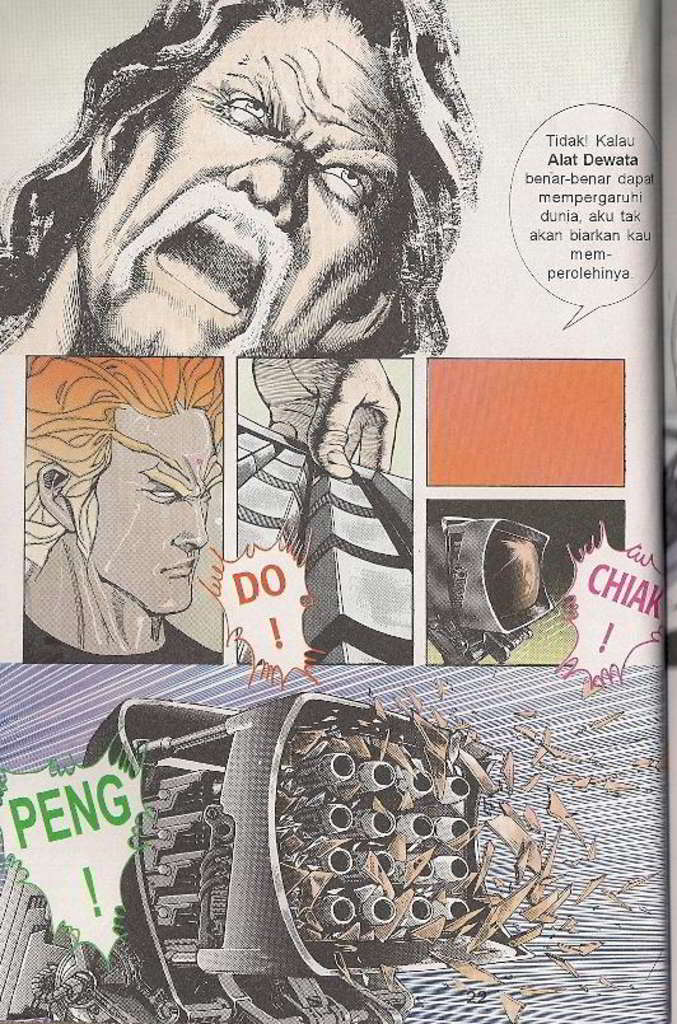 Tidak! Kalau
Alat Dewata
benar-benar dapat
mempergaruhi
dunia, aku tak
akan biarkan kau
mem-
perolehinya.
DO
!
CHIAK
!
PENG
!
22